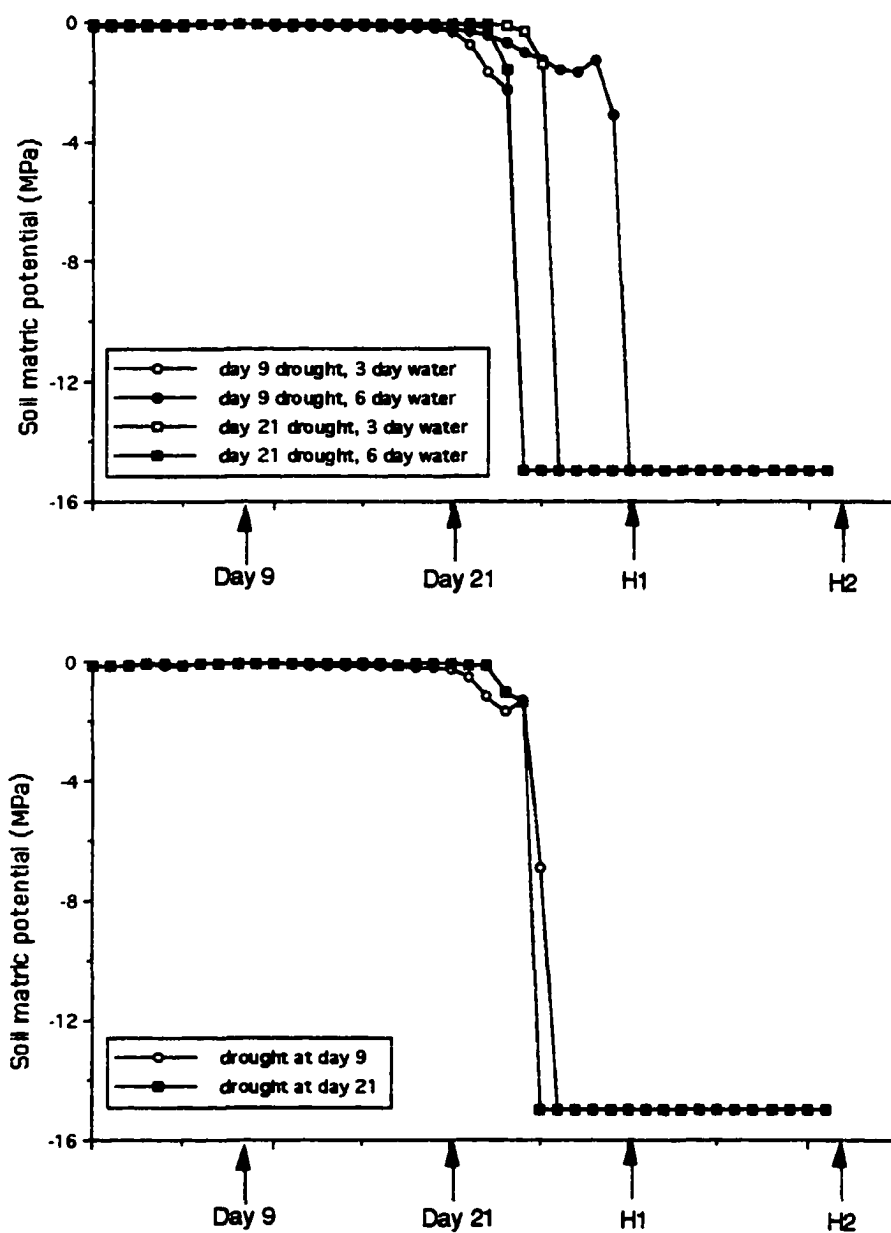 Soil matric potential (MPa)
0
-4
-8
-12
-16
day 9 drought, 3 day water
day 9 drought, 6 day water
day 21 drought, 3 day water
day 21 drought, 6 day water
Day 9
Day 21
H1
H2
Soil matric potential (MPa)
0
-4
-8
-12
-16
drought at day 9
drought at day 21
Day 9
Day 21
H1
H2